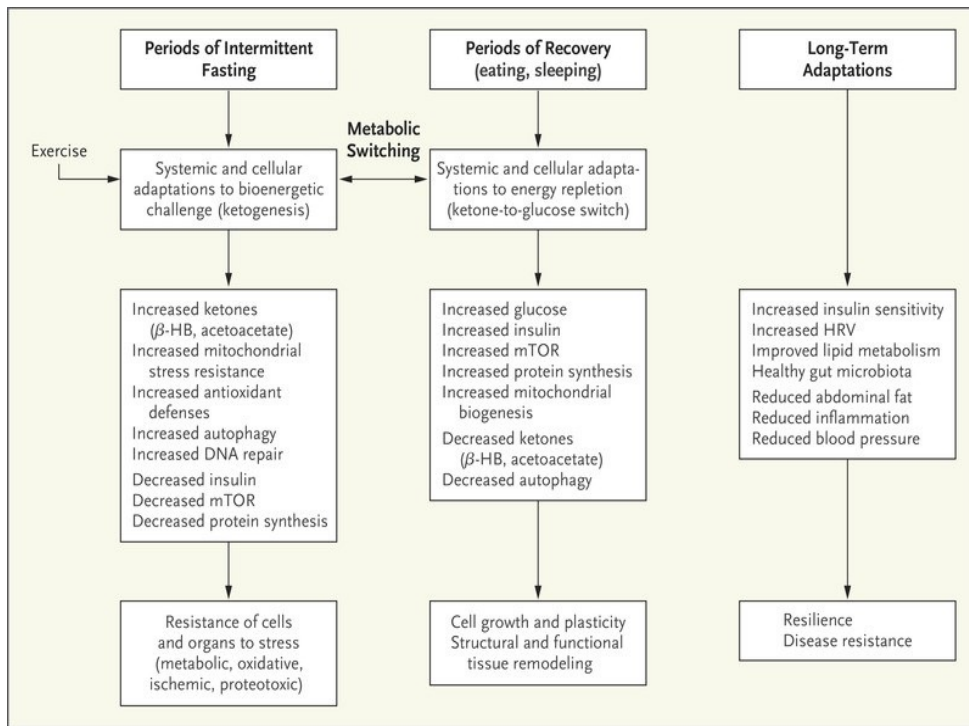 Periods of Intermittent
Fasting
Exercise
Systemic and cellular
adaptations to bioenergetic
challenge (ketogenesis)
Increased ketones
(β-HB, acetoacetate)
Increased mitochondrial
stress resistance
Increased antioxidant
defenses
Increased autophagy
Increased DNA repair
Decreased insulin
Decreased mTOR
Decreased protein synthesis
Resistance of cells
and organs to stress
(metabolic, oxidative,
ischemic, proteotoxic)
Metabolic
Switching
Periods of Recovery
(eating, sleeping)
Systemic and cellular adapta-
tions to energy repletion
(ketone-to-glucose switch)
Increased glucose
Increased insulin
Increased mTOR
Increased protein synthesis
Increased mitochondrial
biogenesis
Decreased ketones
(β-HB, acetoacetate)
Decreased autophagy
Cell growth and plasticity
Structural and functional
tissue remodeling
Long-Term
Adaptations
Increased insulin sensitivity
Increased HRV
Improved lipid metabolism
Healthy gut microbiota
Reduced abdominal fat
Reduced inflammation
Reduced blood pressure
Resilience
Disease resistance